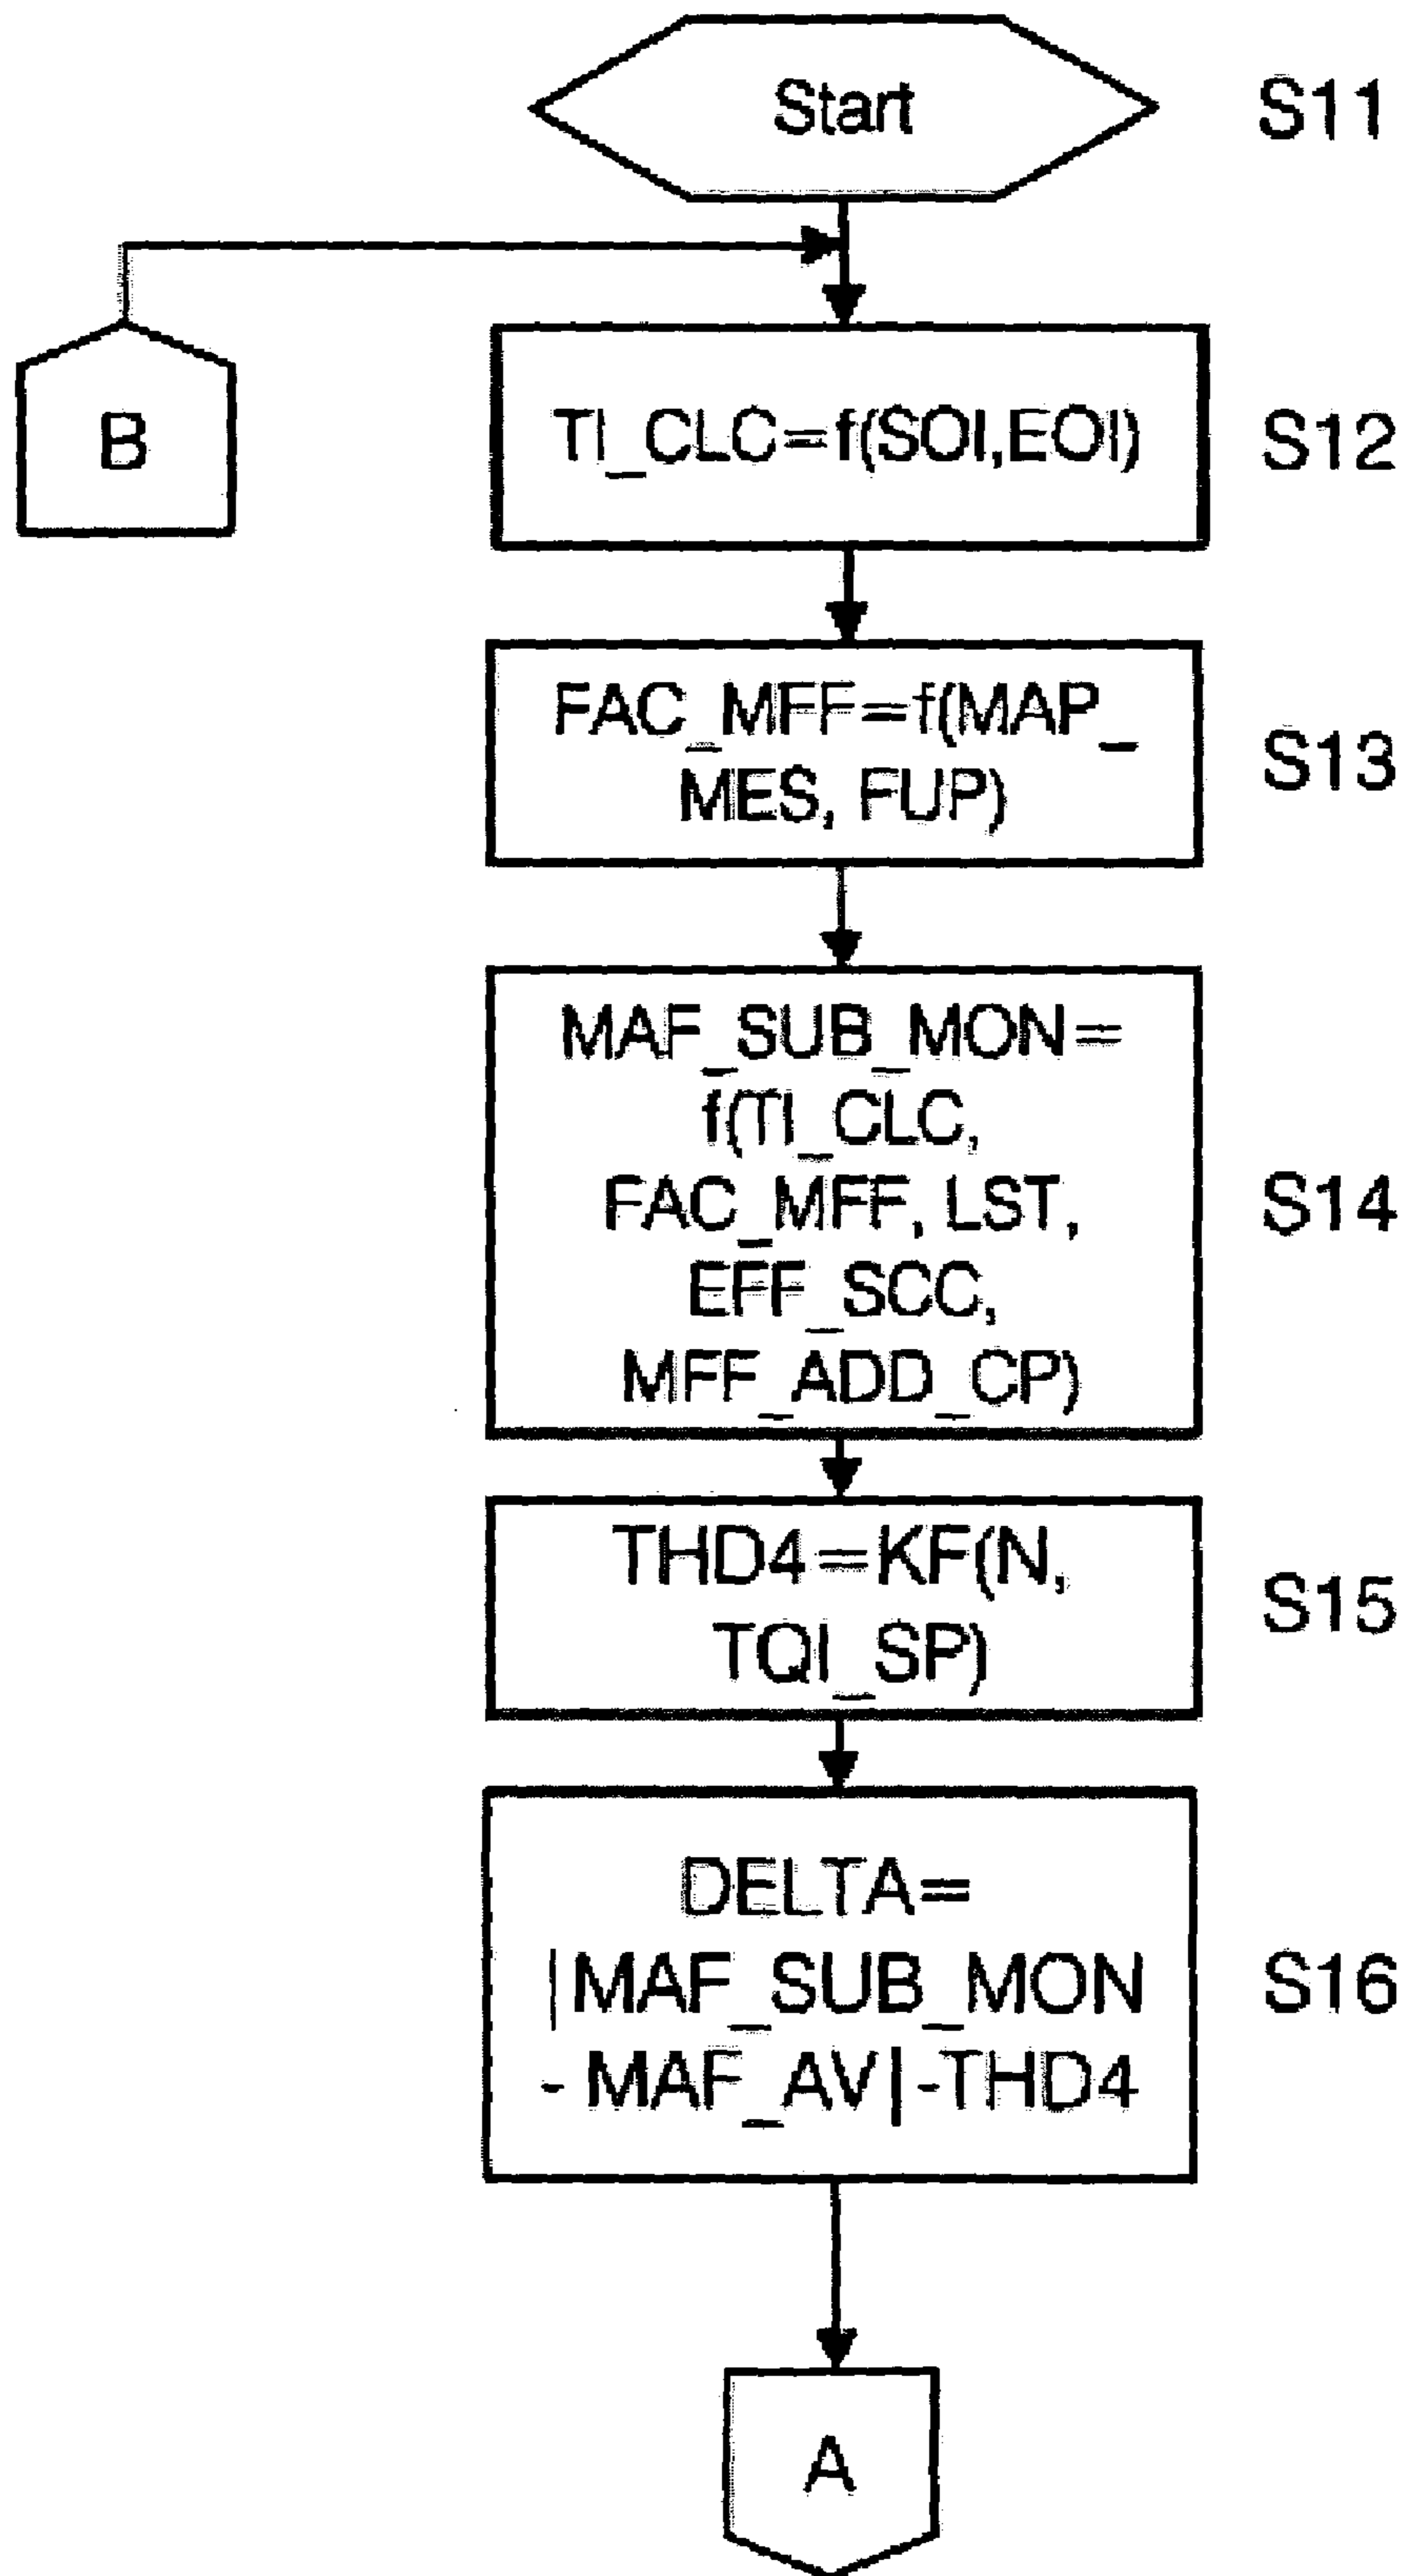 Start
S11
B
TI_CLC=f(SOI,EOI)
S12
FAC_MFF=f(MAP_
MES, FUP)
S13
MAF_SUB_MON=
f(TI_CLC,
FAC_MFF, LST,
EFF_SCC,
MFF_ADD_CP)
S14
THD4=KF(N,
TQI_SP)
S15
DELTA=
|MAF_SUB_MON
- MAF_AV|-THD4
S16
A